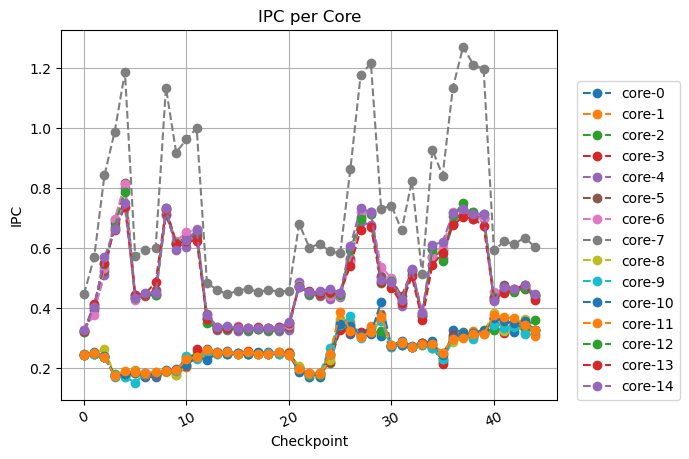 IPC per Core
IPC
1.2
1.0
0.8
0.6
0.4
0.2
0
10
20
30
40
Checkpoint
core-0
core-1
core-2
core-3
core-4
core-5
core-6
core-7
core-8
core-9
core-10
core-11
core-12
core-13
core-14